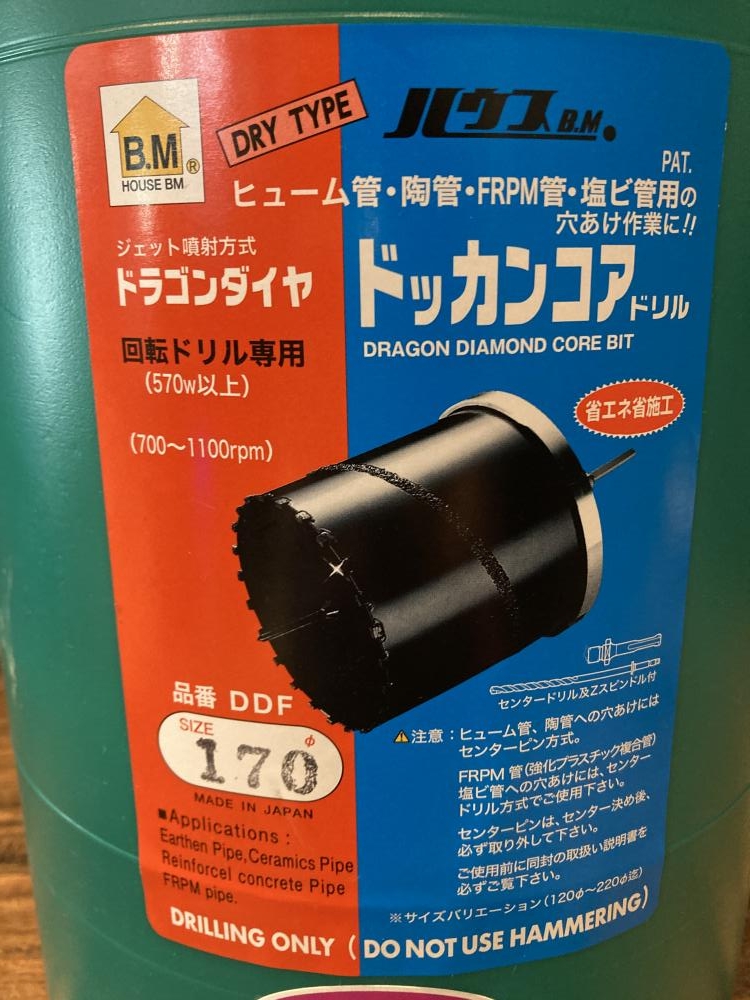 B.M
®
HOUSE BM
DRY TYPE
ハウスB.M.
PAT.
ヒューム管・陶管・FRPM管・塩ビ管用の
穴あけ作業に!!
ジェット噴射方式
ドラゴンダイヤ
ドッカンコアドリル
DRAGON DIAMOND CORE BIT
回転ドリル専用
(570w以上)
(700〜1100rpm)
省エネ省施工
センタードリル及Zスピンドル付
品番 DDF
SIZE
170φ
MADE IN JAPAN
■Applications :
Earthen Pipe,Ceramics Pipe
Reinforcel concrete Pipe
FRPM pipe.
⚠注意：ヒューム管、陶管への穴あけには
センターピン方式。
FRPM管(強化プラスチック複合管)
塩ビ管への穴あけには、センター
ドリル方式でご使用下さい。
センターピンは、センター決め後、
必ず取り外して下さい。
ご使用前に同封の取扱い説明書を
必ずご覧下さい。
※サイズバリエーション(120φ〜220φ迄)
DRILLING ONLY ( DO NOT USE HAMMERING)